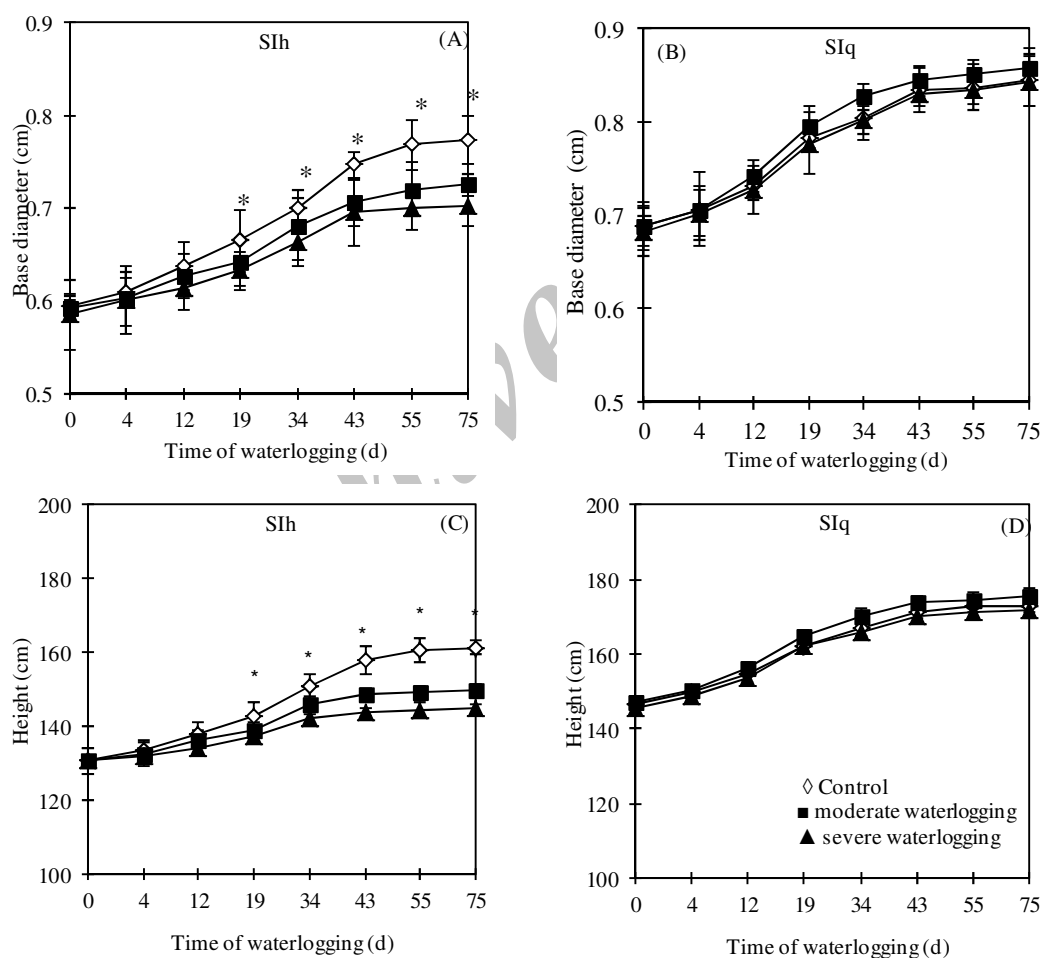 SIh
(A)
0.9
0.8
0.7
0.6
0.5
Base diameter (cm)
*
*
*
*
*
0 4 12 19 34 43 55 75
Time of waterlogging (d)
(B)
SIq
0.9
0.8
0.7
0.6
0.5
Base diameter (cm)
0 4 12 19 34 43 55 75
Time of waterlogging (d)
SIh
(C)
200
180
160
140
120
100
Height (cm)
*
*
*
*
*
0 4 12 19 34 43 55 75
Time of waterlogging (d)
SIq
(D)
200
180
160
140
120
100
Height (cm)
Control
moderate waterlogging
severe waterlogging
0 4 12 19 34 43 55 75
Time of waterlogging (d)